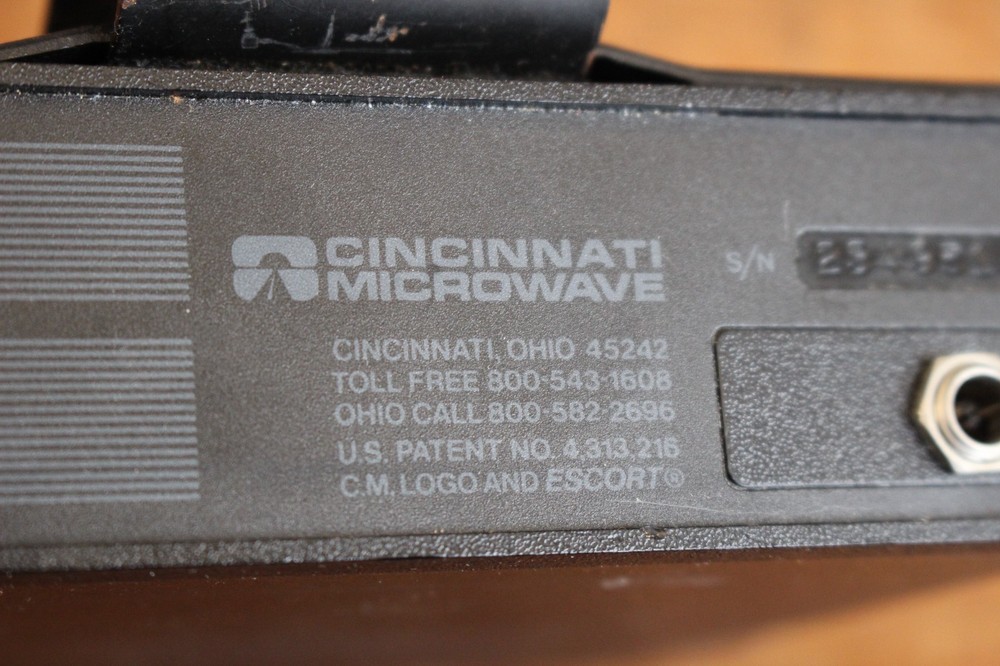 CINCINNATI
MICROWAVE
CINCINNATI, OHIO 45242
TOLL FREE 800-543-1608
OHIO CALL 800-582-2696
U.S. PATENT NO. 4,313,216
C.M. LOGO AND ESCORT®
S/N